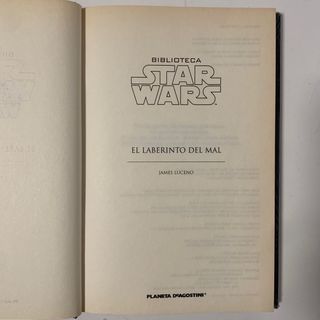 BIBLIOTECA
STAR
WARS
EL LABERINTO DEL MAL
JAMES LUCENO
PLANETA DEAGOSTINI